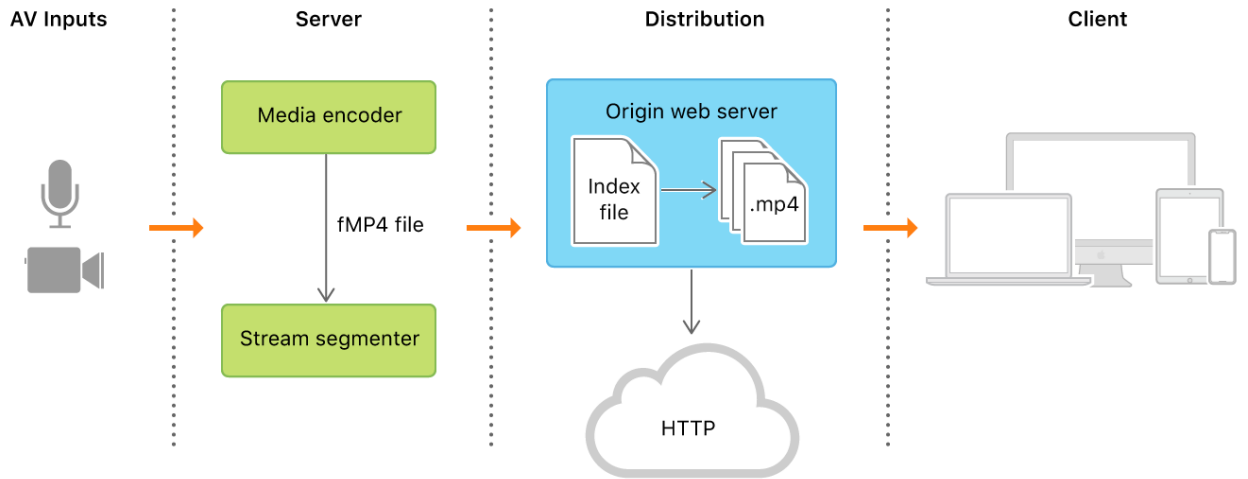 AV Inputs
Server
Distribution
Client
Media encoder
fMP4 file
Stream segmenter
Origin web server
Index
file
.mp4
HTTP